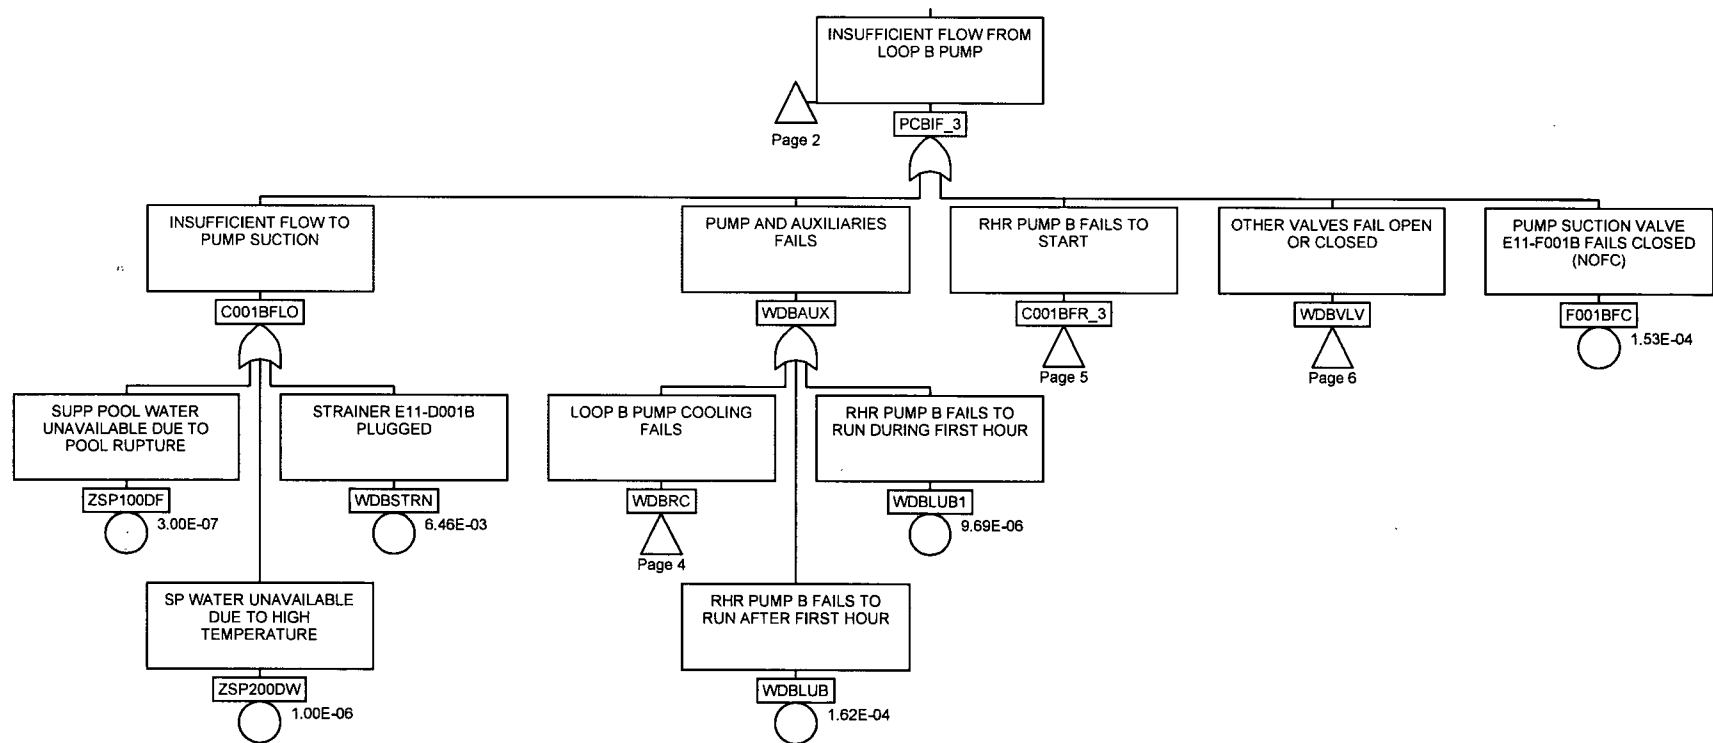 INSUFFICIENT FLOW FROM
LOOP B PUMP
Page 2
PCBIF_3
INSUFFICIENT FLOW TO
PUMP SUCTION
C001BFLO
PUMP AND AUXILIARIES
FAILS
WDBAUX
RHR PUMP B FAILS TO
START
C001BFR_3
Page 5
OTHER VALVES FAIL OPEN
OR CLOSED
WDBVLV
Page 6
PUMP SUCTION VALVE
E11-F001B FAILS CLOSED
(NOFC)
F001BFC
1.53E-04
SUPP POOL WATER
UNAVAILABLE DUE TO
POOL RUPTURE
ZSP100DF
3.00E-07
STRAINER E11-D001B
PLUGGED
WDBSTRN
6.46E-03
LOOP B PUMP COOLING
FAILS
WDBRC
Page 4
RHR PUMP B FAILS TO
RUN DURING FIRST HOUR
WDBLUB1
9.69E-06
SP WATER UNAVAILABLE
DUE TO HIGH
TEMPERATURE
ZSP200DW
1.00E-06
RHR PUMP B FAILS TO
RUN AFTER FIRST HOUR
WDBLUB
1.62E-04